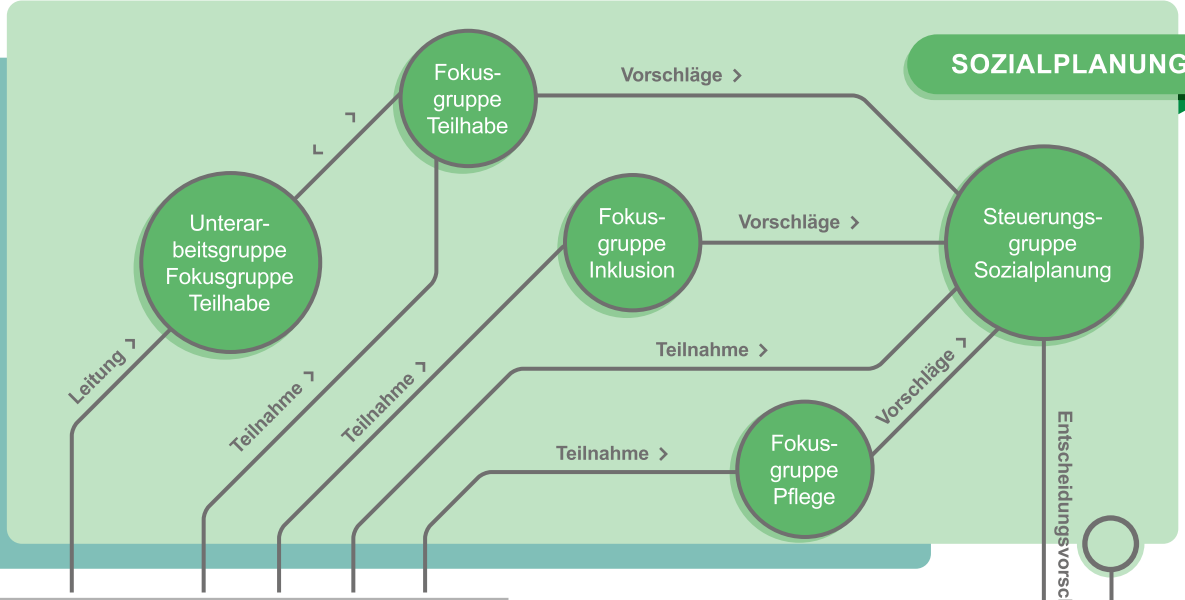 SOZIALPLANUNG
Fokus-
gruppe
Teilhabe
Vorschläge
Unterar-
beitsgruppe
Fokusgruppe
Teilhabe
Fokus-
gruppe
Inklusion
Vorschläge
Steuerungs-
gruppe
Sozialplanung
Leitung
Teilnahme
Teilnahme
Teilnahme
Vorschläge
Teilnahme
Fokus-
gruppe
Pflege